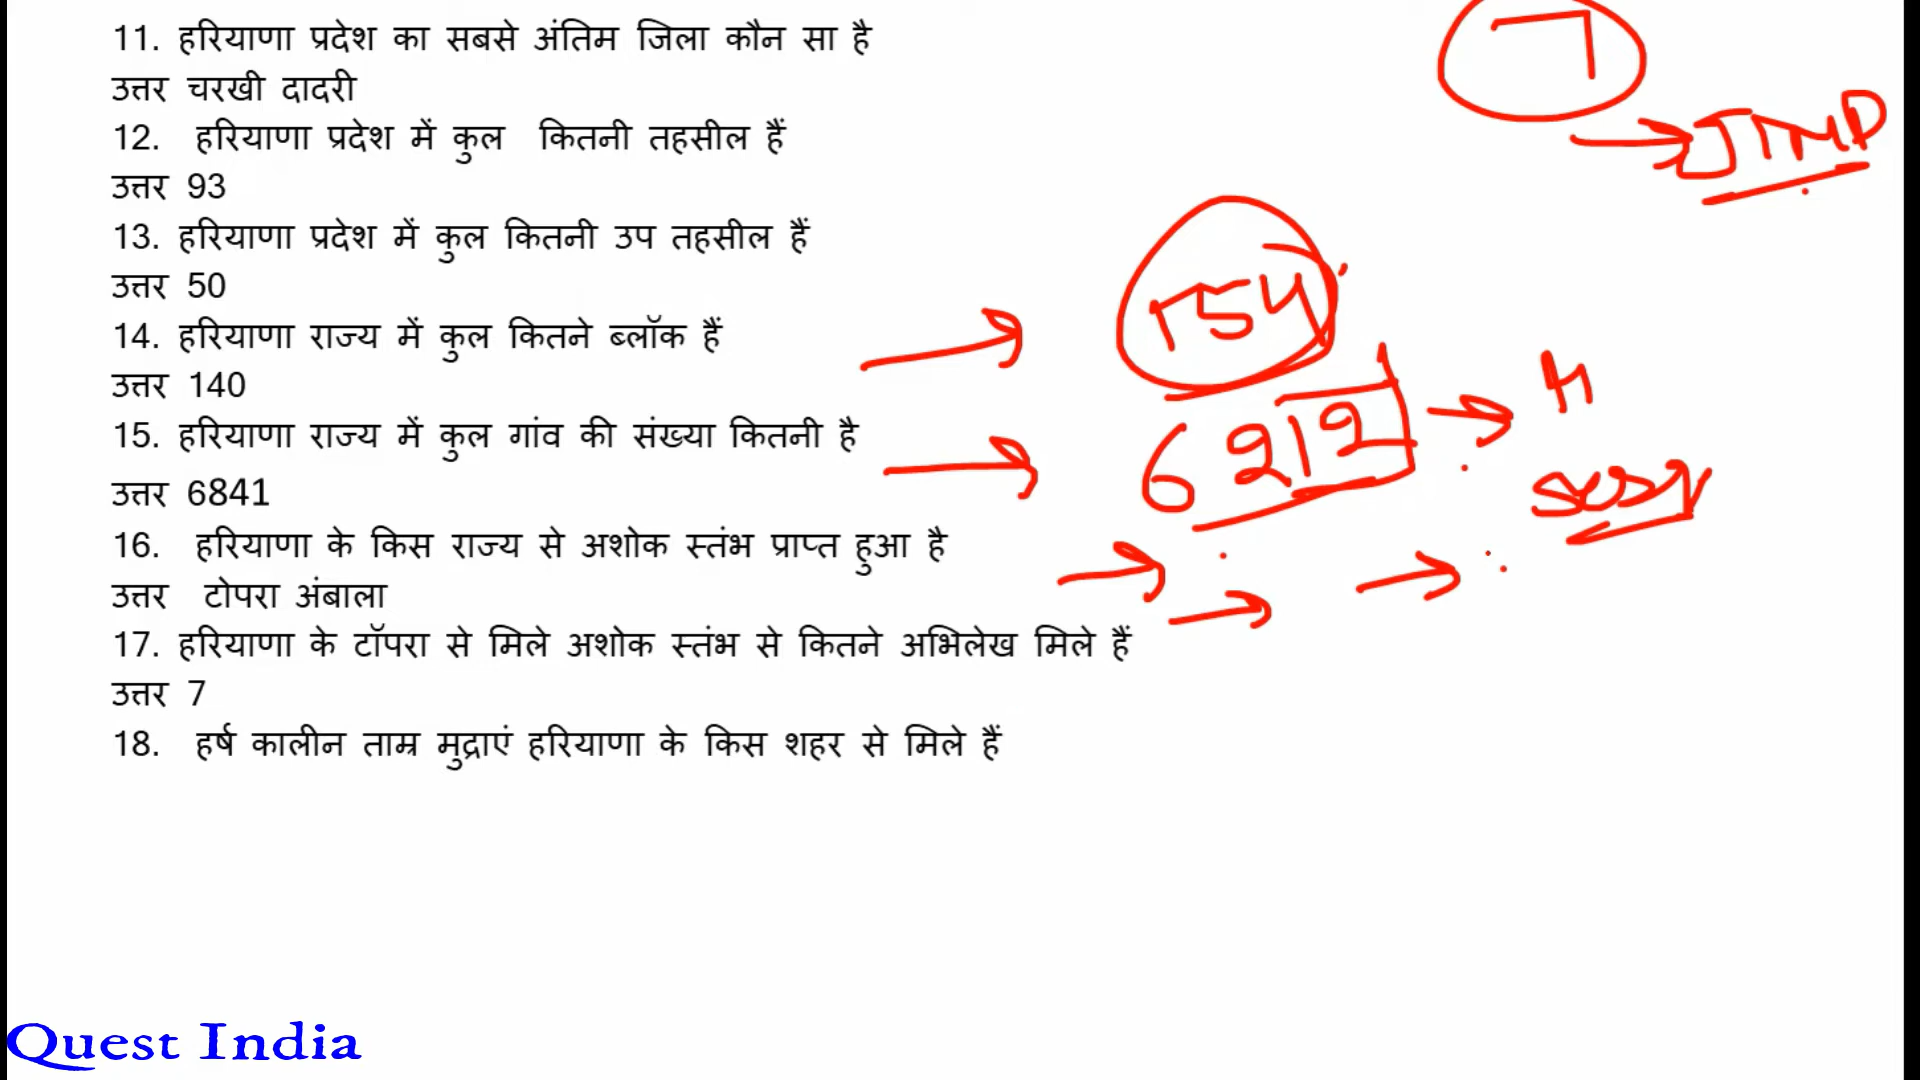 11. हरियाणा प्रदेश का सबसे अंतिम जिला कौन सा है
उत्तर चरखी दादरी
12. हरियाणा प्रदेश में कुल कितनी तहसील हैं
उत्तर 93
13. हरियाणा प्रदेश में कुल कितनी उप तहसील हैं
उत्तर 50
14. हरियाणा राज्य में कुल कितने ब्लॉक हैं
उत्तर 140
15. हरियाणा राज्य में कुल गांव की संख्या कितनी है
उत्तर 6841
16. हरियाणा के किस राज्य से अशोक स्तंभ प्राप्त हुआ है
उत्तर टोपरा अंबाला
17. हरियाणा के टॉपरा से मिले अशोक स्तंभ से कितने अभिलेख मिले हैं
उत्तर 7
18. हर्ष कालीन ताम्र मुद्राएं हरियाणा के किस शहर से मिले हैं
7
154
6212
Quest India